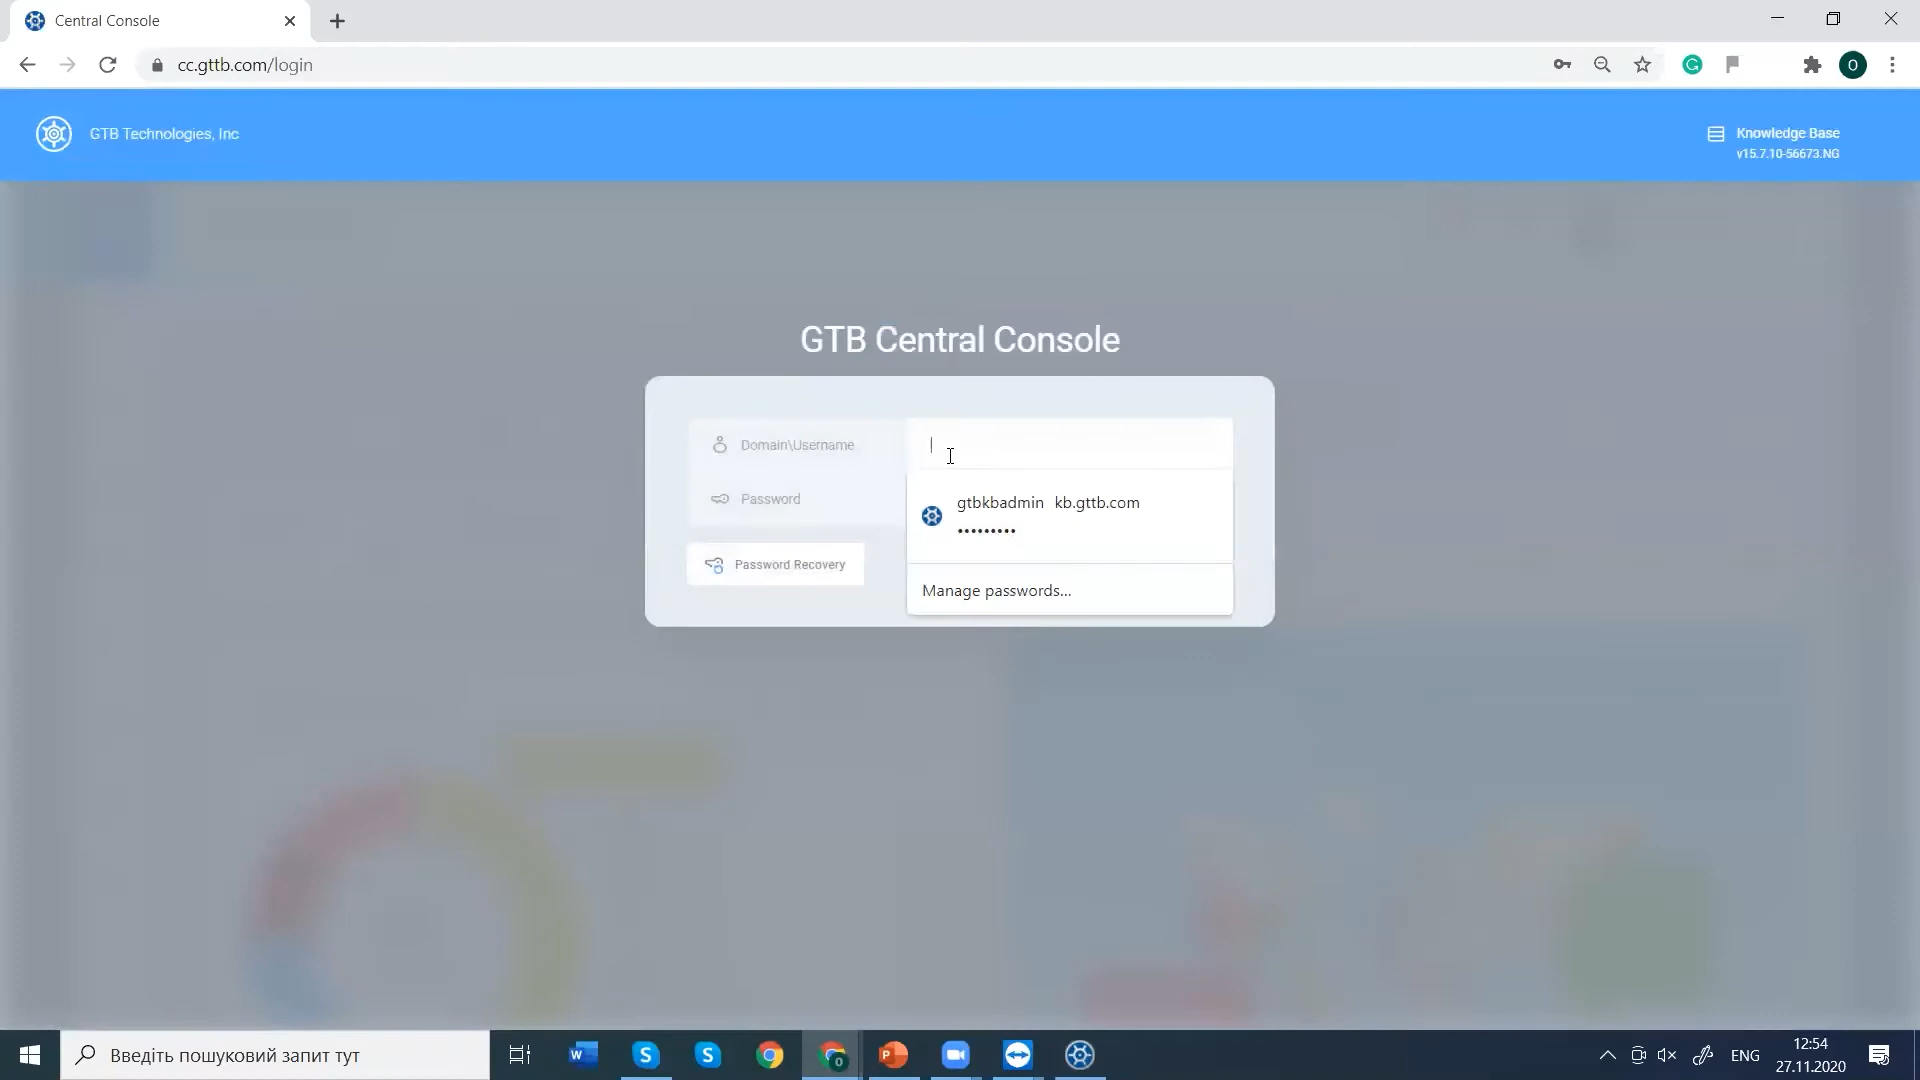 Central Console
cc.gttb.com/login
O
GTB Technologies, Inc
Knowledge Base
v15.7.10-56673.NG
GTB Central Console
Domain\Username
gtbkbadmin kb.gttb.com
•••••••••
Password
Password Recovery
Manage passwords...
Введіть пошуковий запит тут
ENG
12:54
27.11.2020